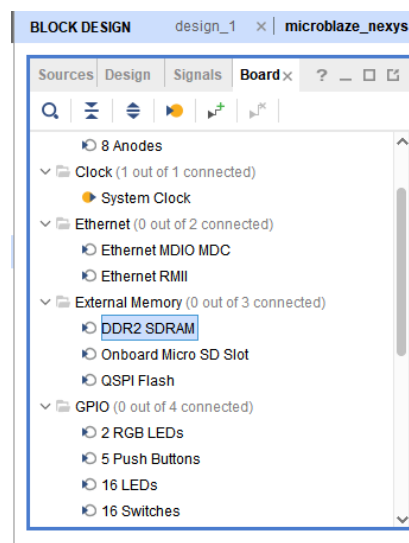 BLOCK DESIGN design_1 × microblaze_nexys
Sources Design Signals Board × ? _
8 Anodes
Clock (1 out of 1 connected)
System Clock
Ethernet (0 out of 2 connected)
Ethernet MDIO MDC
Ethernet RMII
External Memory (0 out of 3 connected)
DDR2 SDRAM
Onboard Micro SD Slot
QSPI Flash
GPIO (0 out of 4 connected)
2 RGB LEDs
5 Push Buttons
16 LEDs
16 Switches